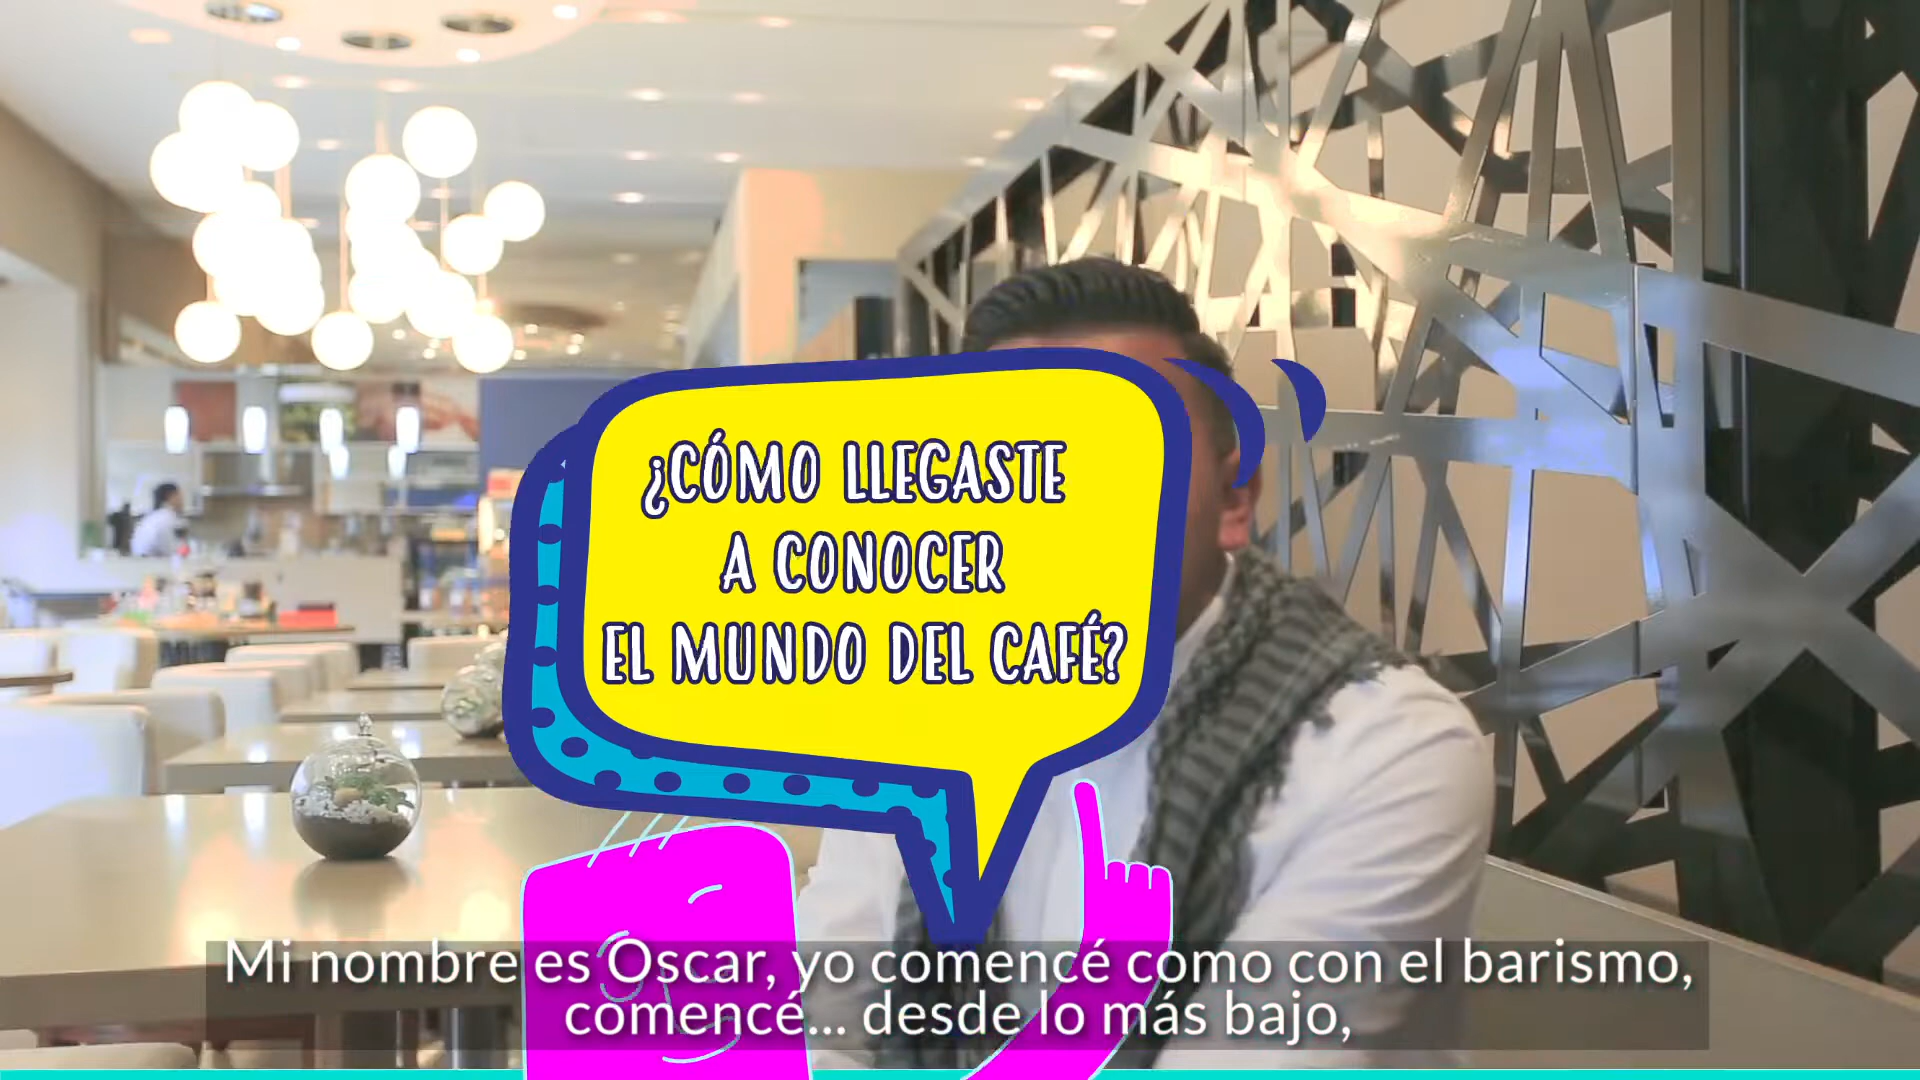 ¿CÓMO LLEGASTE
A CONOCER
EL MUNDO DEL CAFÉ?
Mi nombre es Oscar, yo comencé como con el barismo,
comencé... desde lo más bajo,